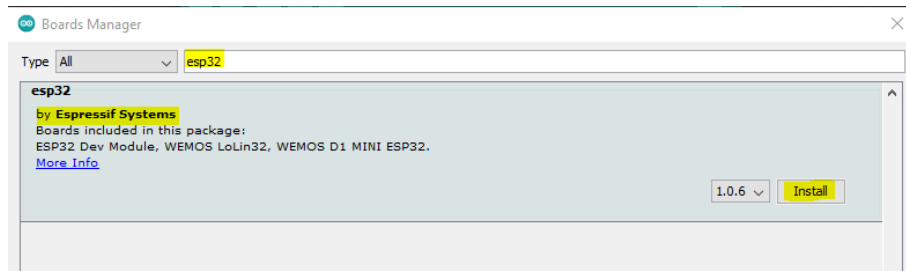 Boards Manager
Type All esp32
esp32
by Espressif Systems
Boards included in this package:
ESP32 Dev Module, WEMOS LoLin32, WEMOS D1 MINI ESP32.
More Info
1.0.6 Install